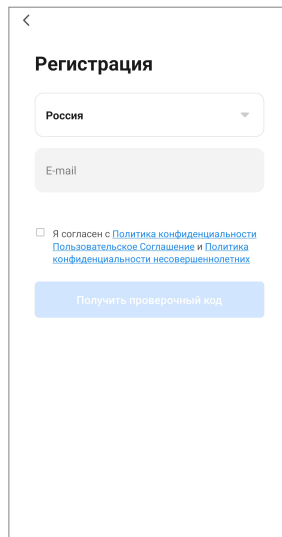 Регистрация
Россия
E-mail
Я согласен с Политика конфиденциальности
Пользовательское Соглашение и Политика
конфиденциальности несовершеннолетних
Получить проверочный код